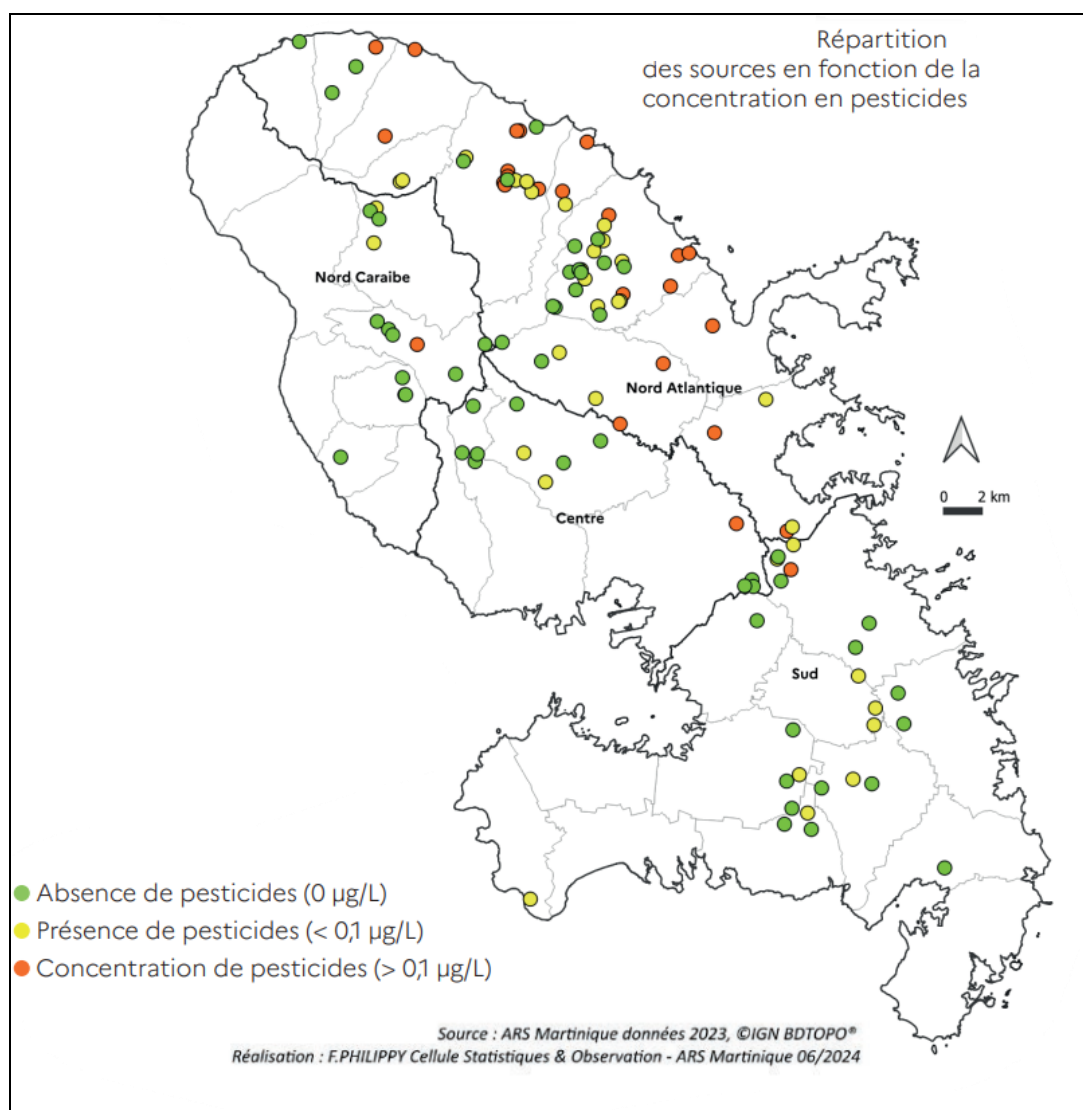 Répartition
des sources en fonction de la
concentration en pesticides
Nord Caraibe
Nord Atlantique
0 2 km
Centre
Sud
Absence de pesticides (0 µg/L)
Présence de pesticides (< 0,1 µg/L)
Concentration de pesticides (> 0,1 µg/L)
Source : ARS Martinique données 2023, ©IGN BDTOPO®
Réalisation : F.PHILIPPY Cellule Statistiques & Observation - ARS Martinique 06/2024